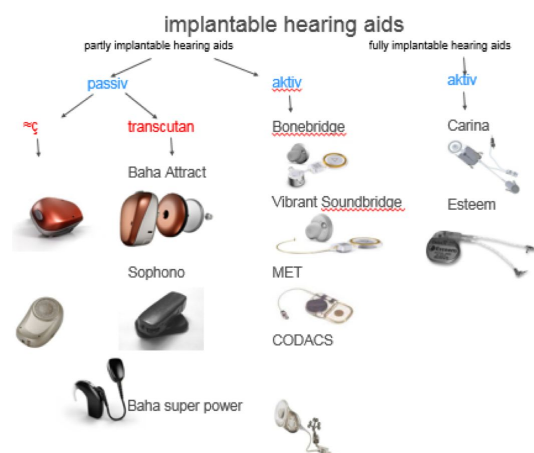 implantable hearing aids
partly implantable hearing aids
fully implantable hearing aids
passiv
aktiv
aktiv
≈ç
transcutan
Bonebridge
Carina
Baha Attract
Vibrant Soundbridge
Esteem
Sophono
MET
CODACS
Baha super power